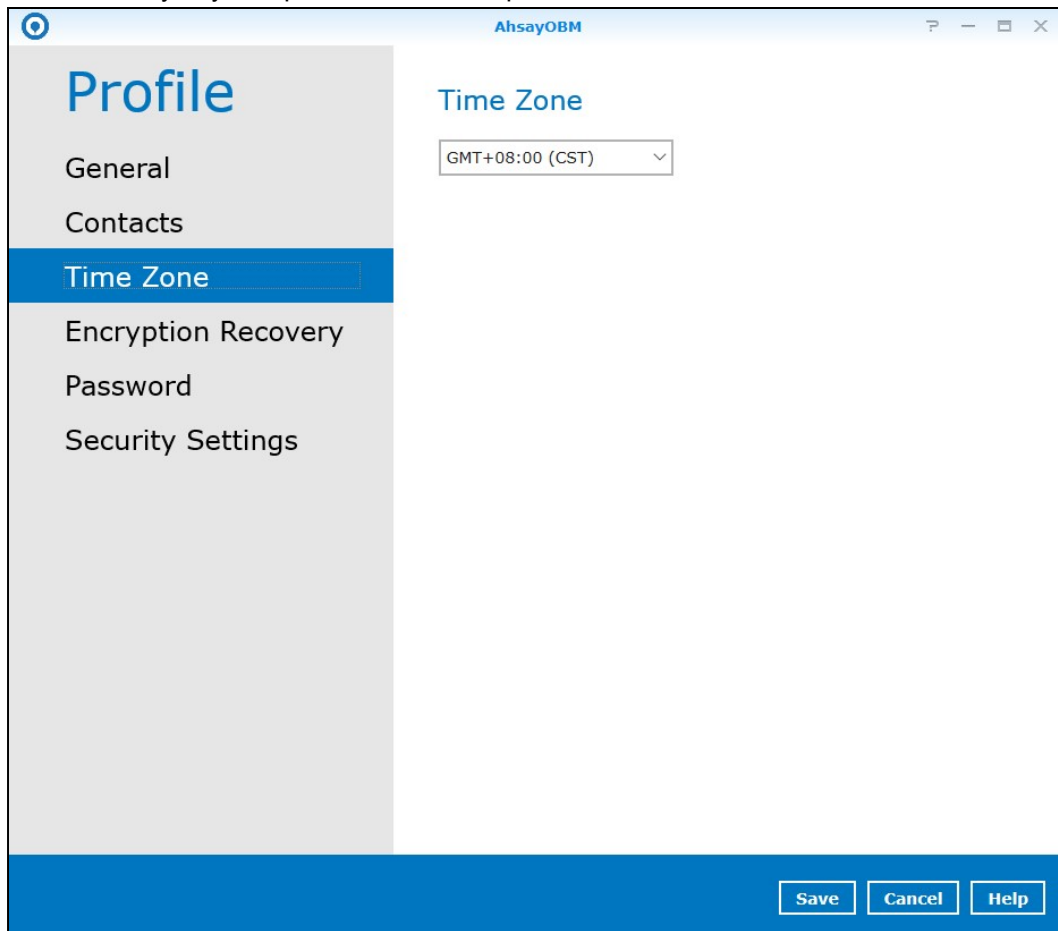 AhsayOBM
Profile
General
Contacts
Time Zone
Encryption Recovery
Password
Security Settings
Time Zone
GMT+08:00 (CST)
Save Cancel Help